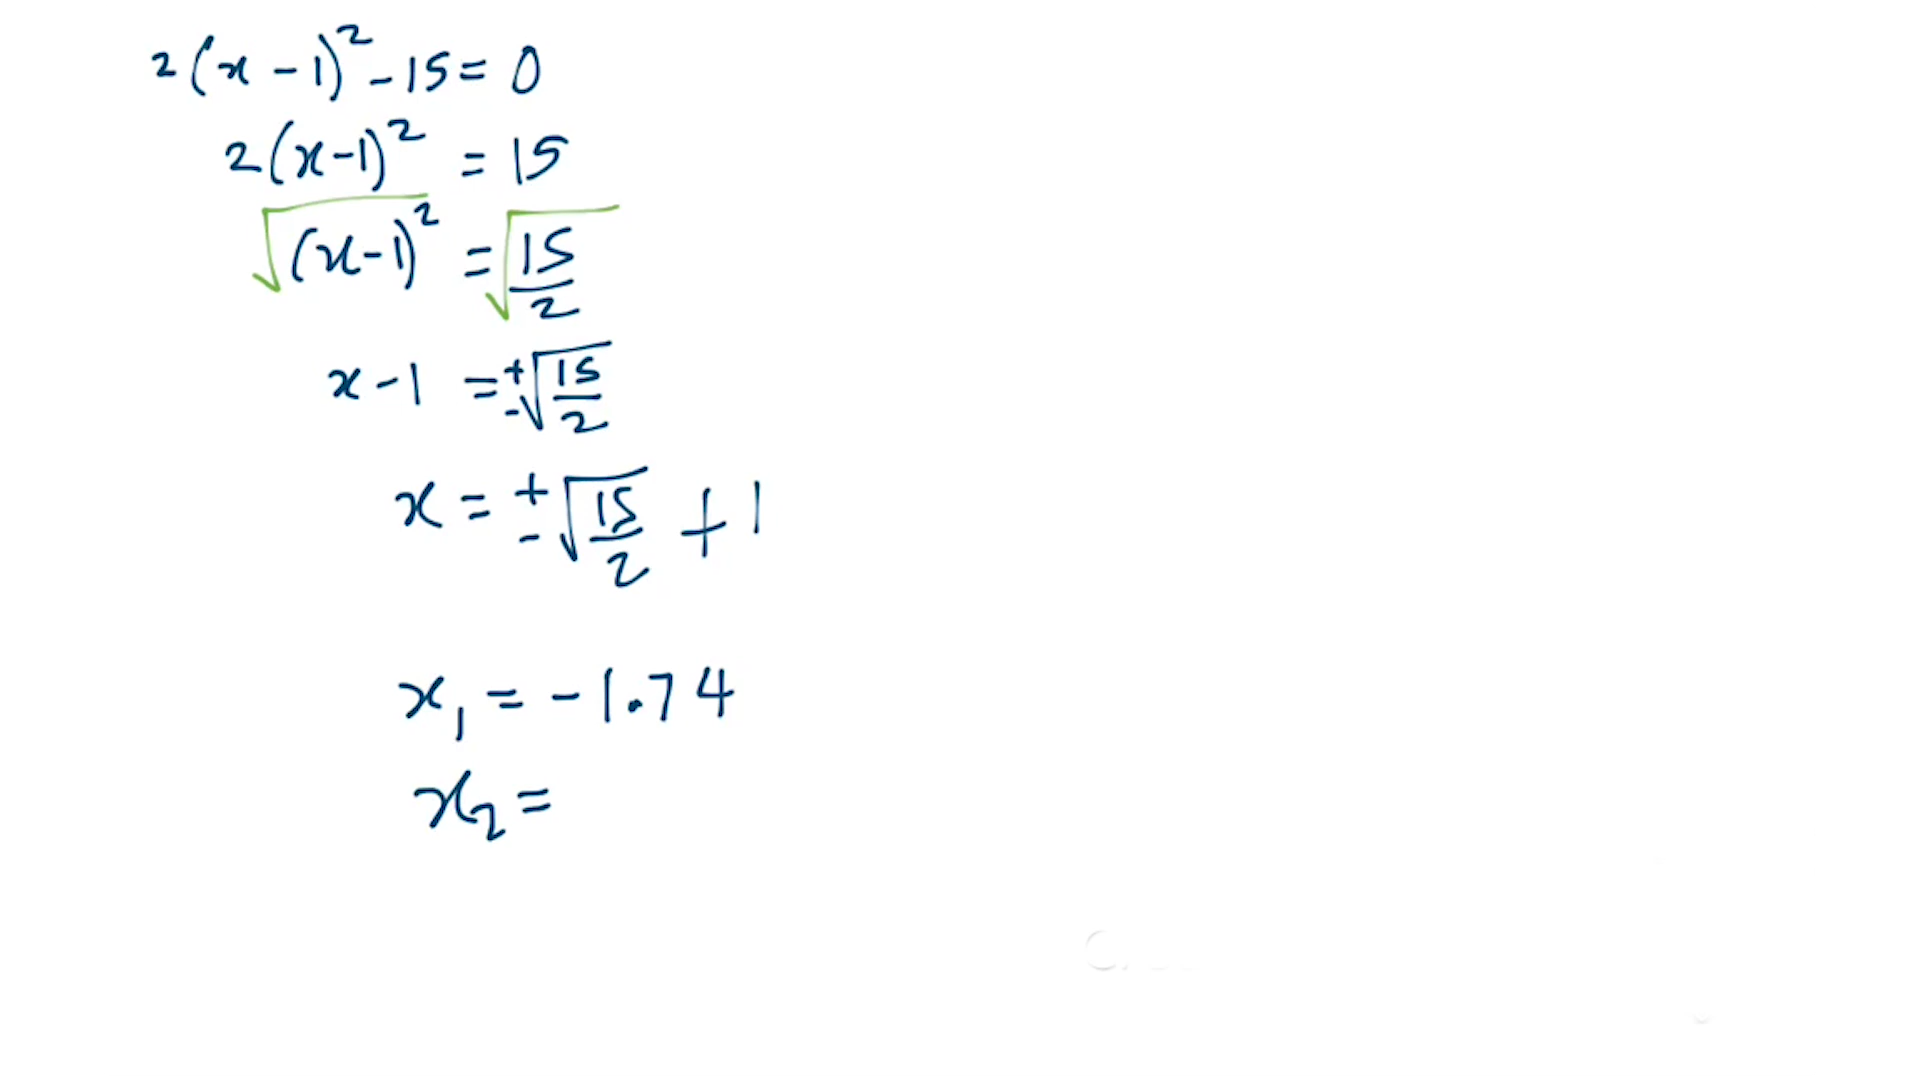 2(x-1)² - 15 = 0
2(x-1)² = 15
√(x-1)² = √15/2
x-1 = ±√15/2
x = ±√15/2 + 1
x₁ = -1.74
x₂ =